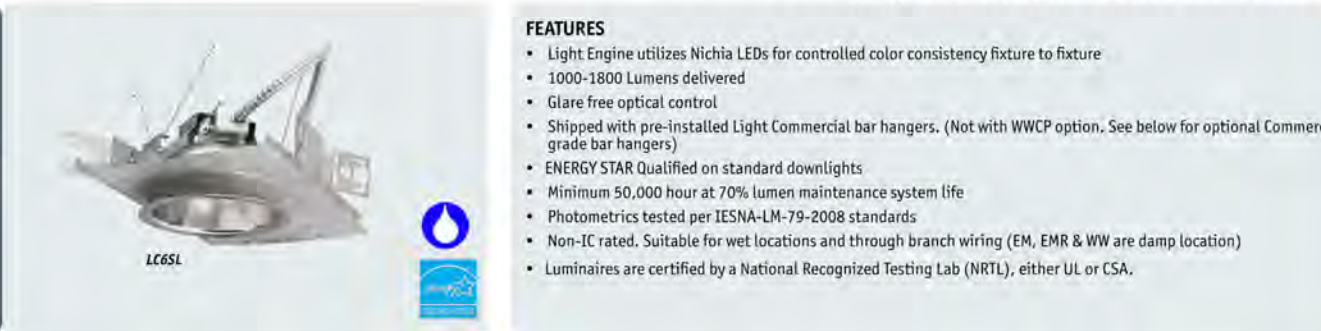 FEATURES
• Light Engine utilizes Nichia LEDs for controlled color consistency fixture to fixture
• 1000-1800 Lumens delivered
• Glare free optical control
• Shipped with pre-installed Light Commercial bar hangers. (Not with WWCP option. See below for optional Commer
grade bar hangers)
• ENERGY STAR Qualified on standard downlights
• Minimum 50,000 hour at 70% lumen maintenance system life
• Photometrics tested per IESNA-LM-79-2008 standards
• Non-IC rated. Suitable for wet locations and through branch wiring (EM, EMR & WW are damp location)
• Luminaires are certified by a National Recognized Testing Lab (NRTL), either UL or CSA.
LC6SL